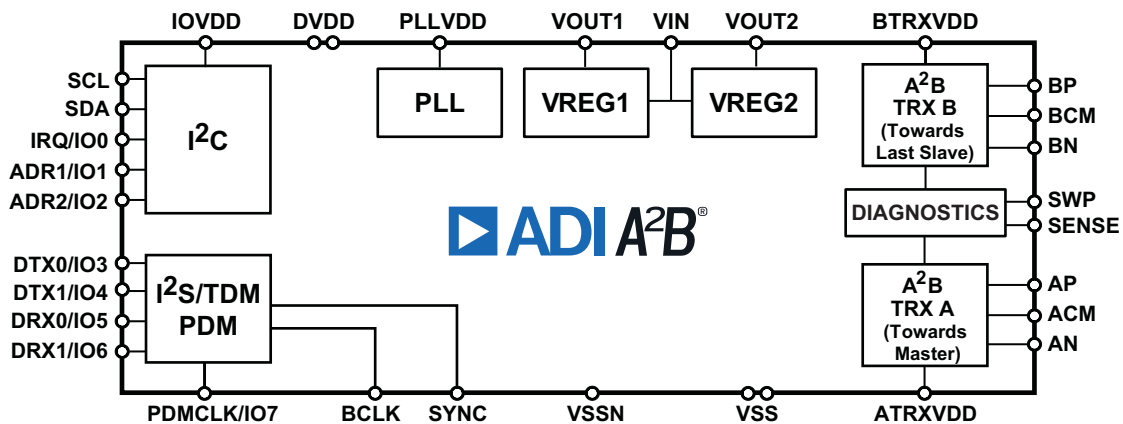 IOVDD DVDD PLLVDD VOUT1 VIN VOUT2 BTRXVDD
SCL
SDA
IRQ/IO0
ADR1/IO1
ADR2/IO2
I²C
PLL
VREG1
VREG2
A²B
TRX B
(Towards
Last Slave)
BP
BCM
BN
DIAGNOSTICS
SWP
SENSE
ADI A²B®
DTX0/IO3
DTX1/IO4
DRX0/IO5
DRX1/IO6
I²S/TDM
PDM
A²B
TRX A
(Towards
Master)
AP
ACM
AN
PDMCLK/IO7 BCLK SYNC VSSN VSS ATRXVDD